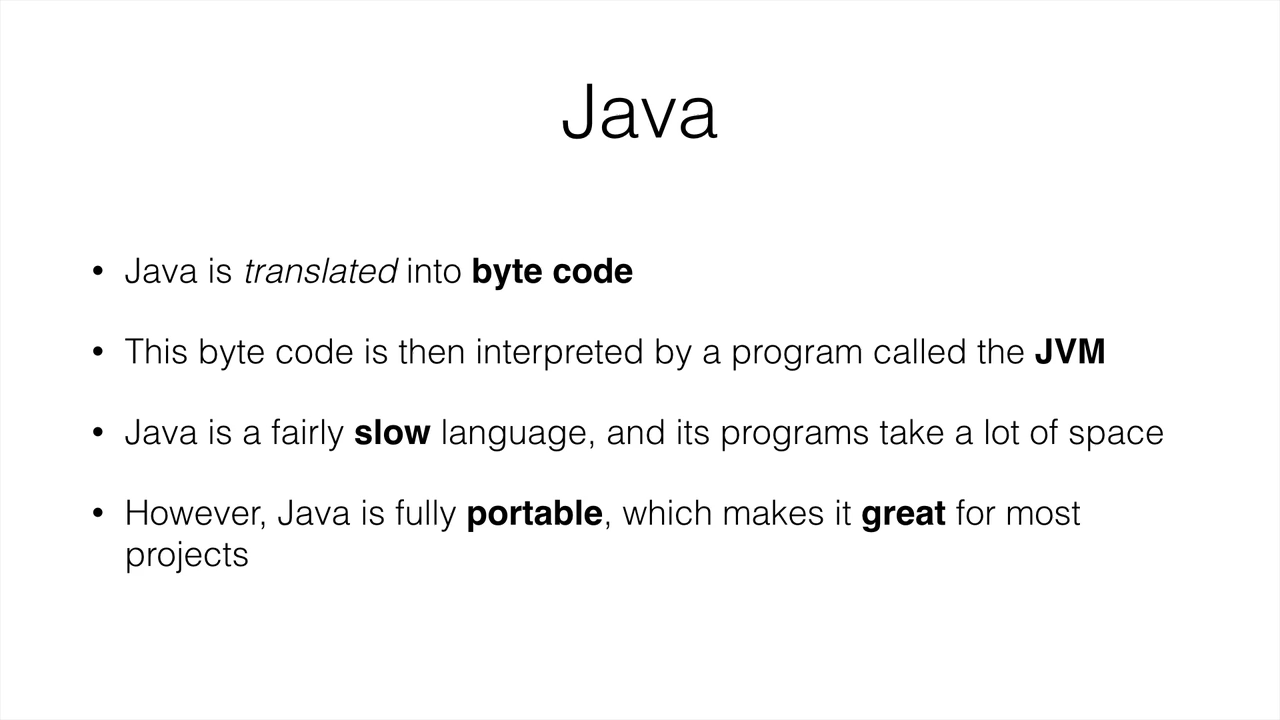 Java
• Java is translated into byte code
• This byte code is then interpreted by a program called the JVM
• Java is a fairly slow language, and its programs take a lot of space
• However, Java is fully portable, which makes it great for most
projects